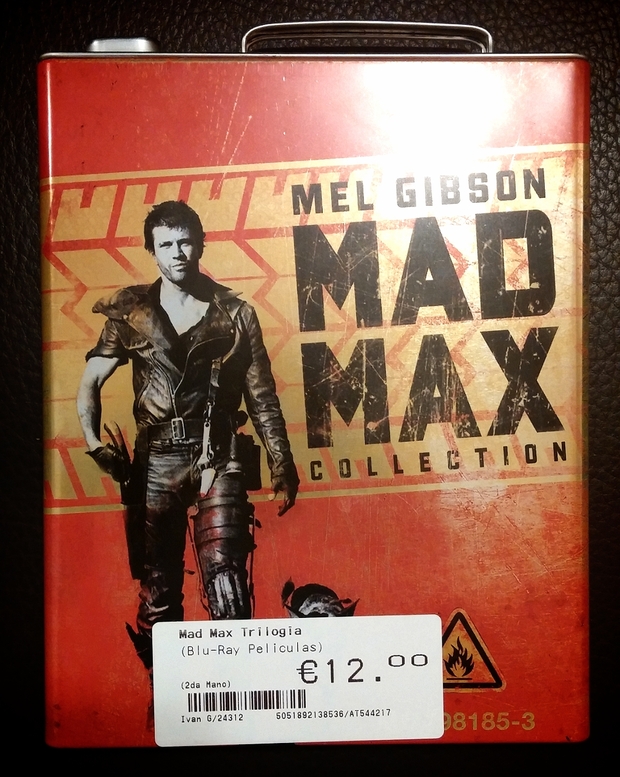 MEL GIBSON
MAD
MAX
COLLECTION
Mad Max Trilogia
(Blu-Ray Peliculas)
€12.00
(2da Mano)
Ivan G/24312 5051892138536/AT544217
98185-3